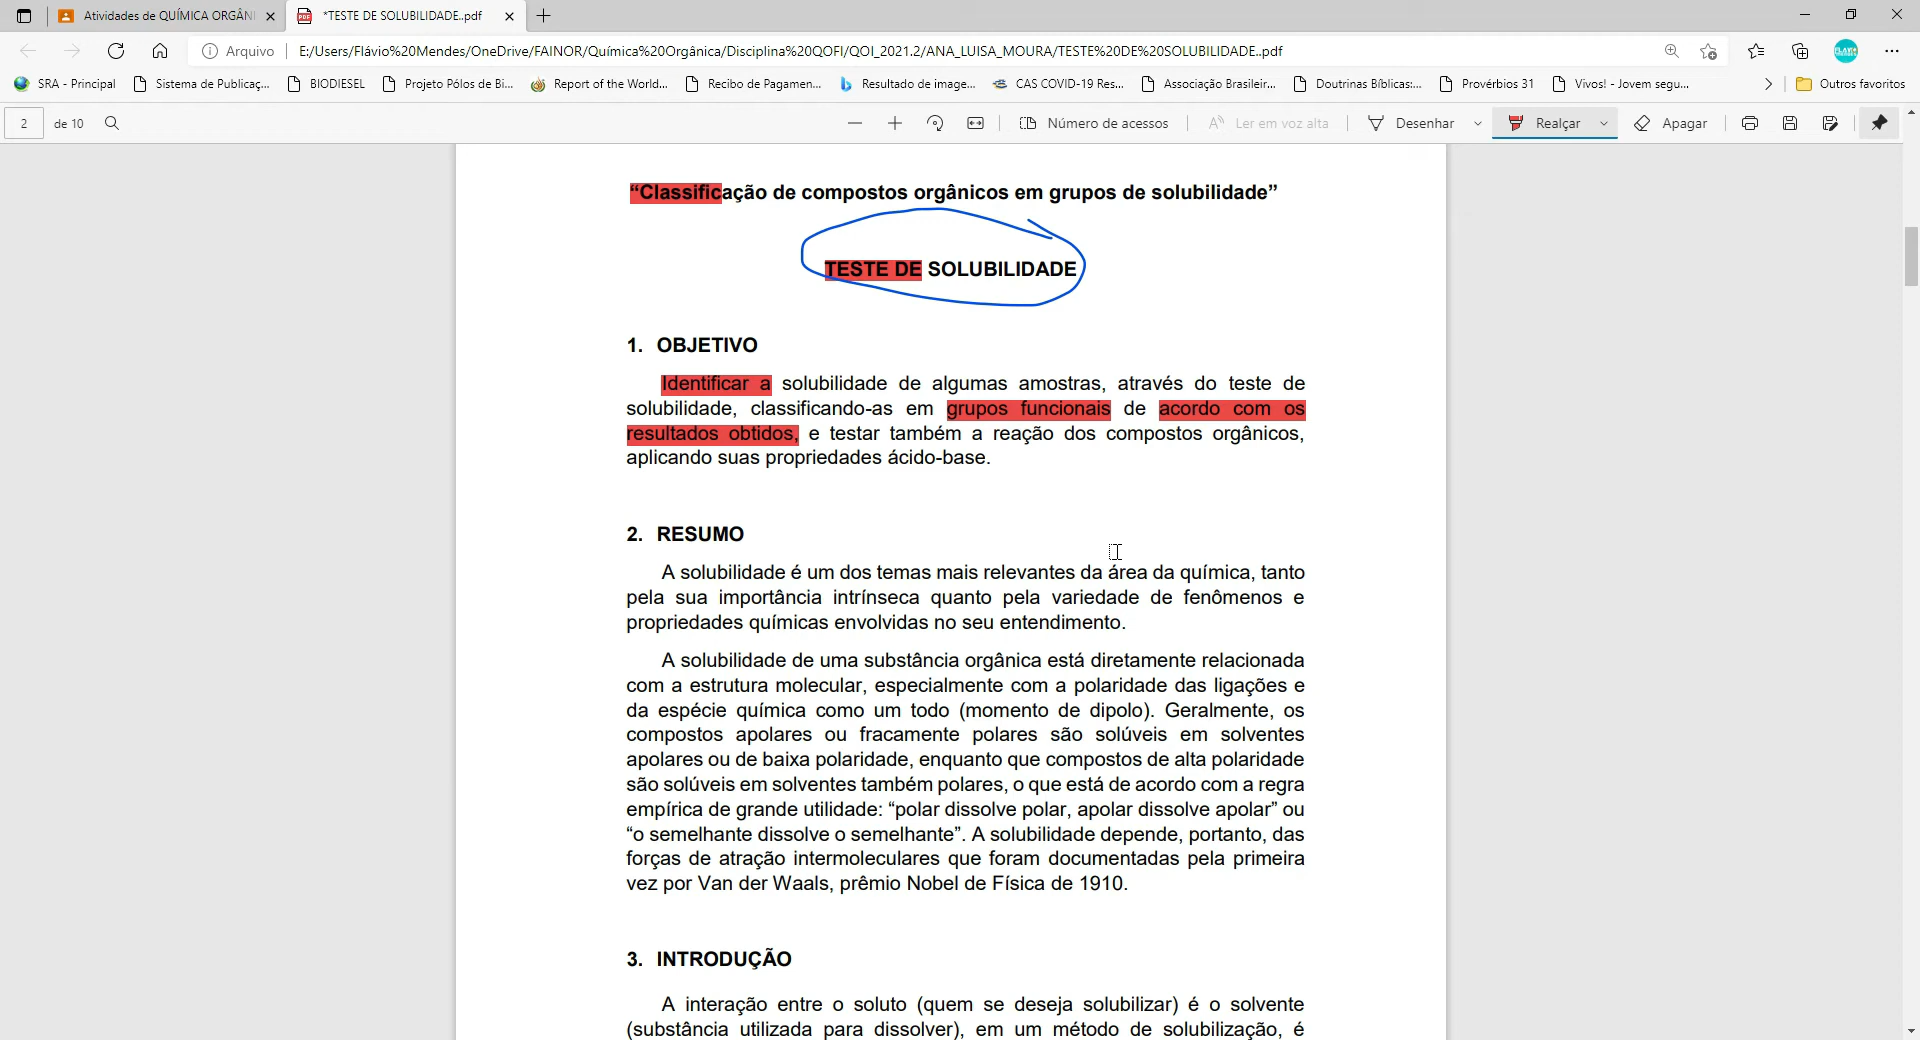 Atividades de QUÍMICA ORGÂNI
*TESTE DE SOLUBILIDADE..pdf
Arquivo
E:/Users/Flávio%20Mendes/OneDrive/FAINOR/Química%20Orgânica/Disciplina%20QOFI/QOI_2021.2/ANA_LUISA_MOURA/TESTE%20DE%20SOLUBILIDADE..pdf
SRA - Principal
Sistema de Publicaç...
BIODIESEL
Projeto Pólos de Bi...
Report of the World...
Recibo de Pagamen...
Resultado de image...
CAS COVID-19 Res...
Associação Brasileir...
Doutrinas Bíblicas:...
Provérbios 31
Vivos! - Jovem segu...
Outros favoritos
2 de 10
Número de acessos
Ler em voz alta
Desenhar
Realçar
Apagar
“Classificação de compostos orgânicos em grupos de solubilidade”
TESTE DE SOLUBILIDADE
1. OBJETIVO
Identificar a solubilidade de algumas amostras, através do teste de
solubilidade, classificando-as em grupos funcionais de acordo com os
resultados obtidos, e testar também a reação dos compostos orgânicos,
aplicando suas propriedades ácido-base.
2. RESUMO
A solubilidade é um dos temas mais relevantes da área da química, tanto
pela sua importância intrínseca quanto pela variedade de fenômenos e
propriedades químicas envolvidas no seu entendimento.
A solubilidade de uma substância orgânica está diretamente relacionada
com a estrutura molecular, especialmente com a polaridade das ligações e
da espécie química como um todo (momento de dipolo). Geralmente, os
compostos apolares ou fracamente polares são solúveis em solventes
apolares ou de baixa polaridade, enquanto que compostos de alta polaridade
são solúveis em solventes também polares, o que está de acordo com a regra
empírica de grande utilidade: “polar dissolve polar, apolar dissolve apolar” ou
“o semelhante dissolve o semelhante”. A solubilidade depende, portanto, das
forças de atração intermoleculares que foram documentadas pela primeira
vez por Van der Waals, prêmio Nobel de Física de 1910.
3. INTRODUÇÃO
A interação entre o soluto (quem se deseja solubilizar) é o solvente
(substância utilizada para dissolver), em um método de solubilização, é